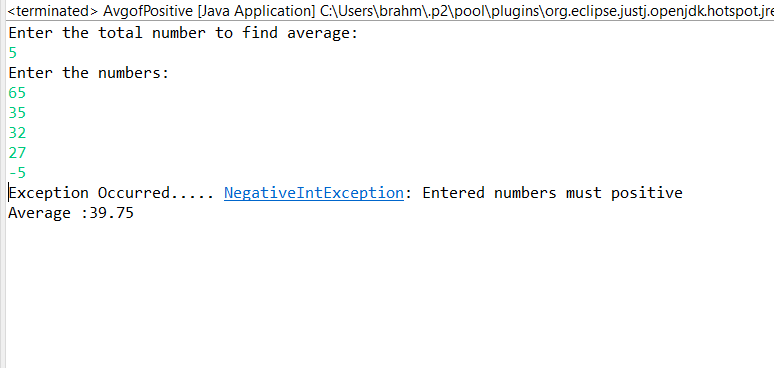 <terminated> AvgofPositive [Java Application] C:\Users\brahm\.p2\pool\plugins\org.eclipse.justj.openjdk.hotspot.jre
Enter the total number to find average:
5
Enter the numbers:
65
35
32
27
-5
Exception Occurred..... NegativeIntException: Entered numbers must positive
Average :39.75